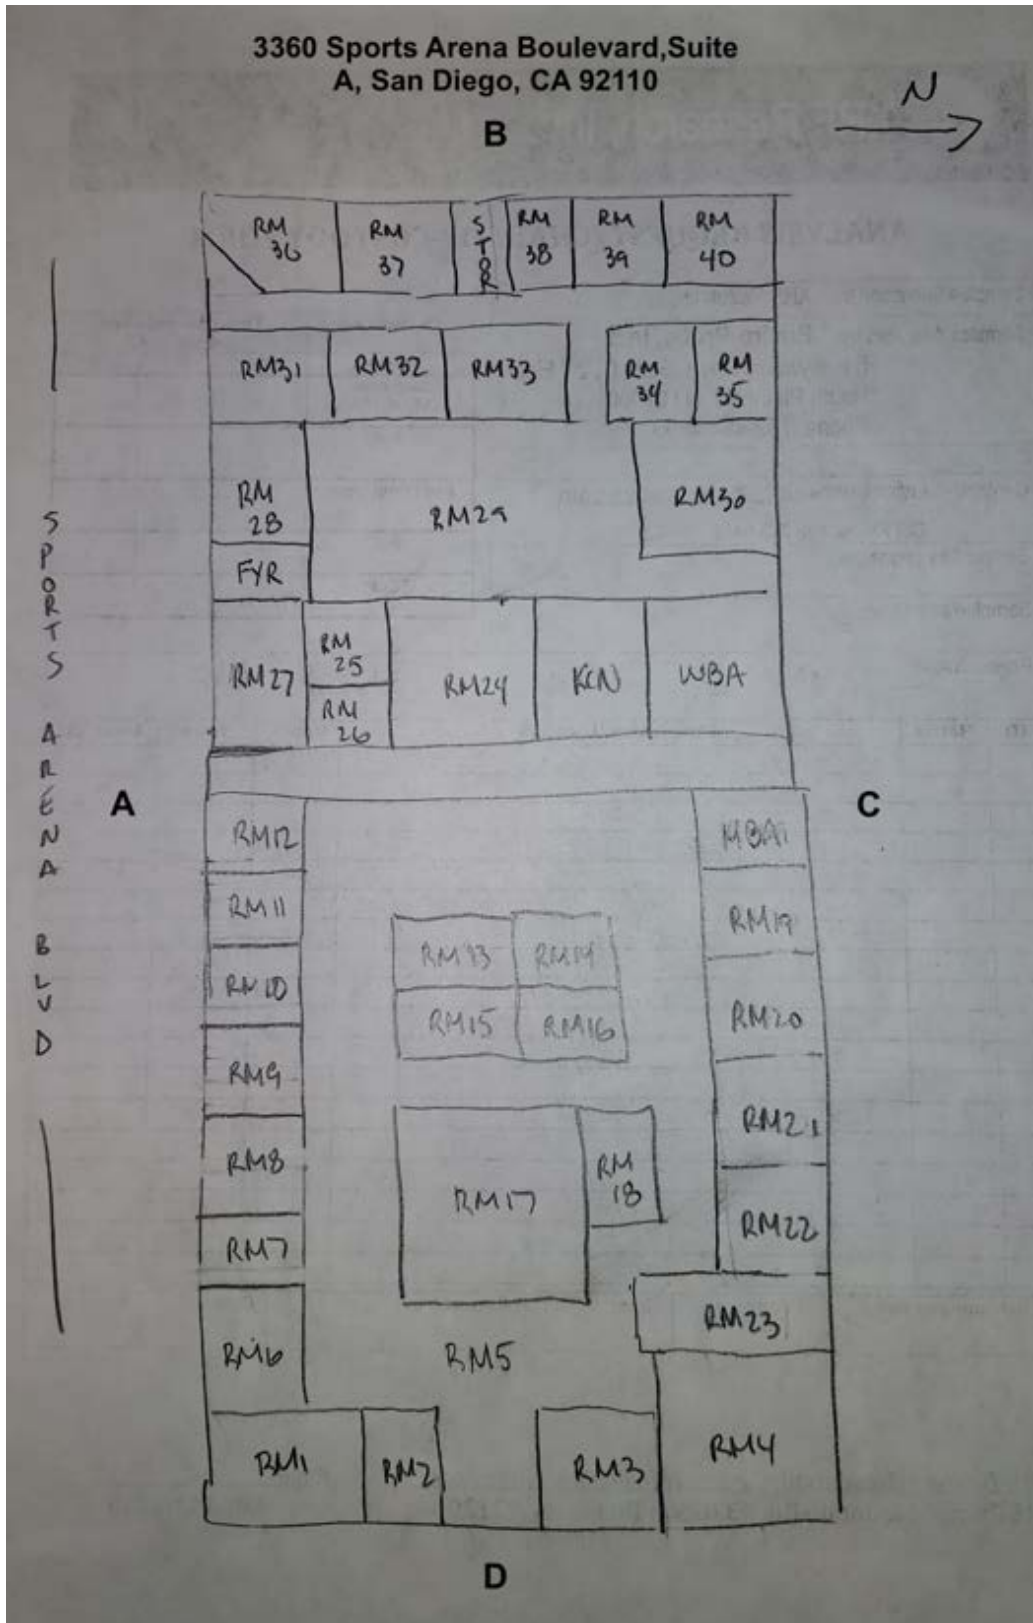 3360 Sports Arena Boulevard,Suite
A, San Diego, CA 92110
B
N
RM
36
RM
37
STOR
RM
38
RM
39
RM
40
RM31
RM32
RM33
RM
34
RM
35
RM
28
RM29
RM30
FYR
RM27
RM
25
RM
26
RM24
KCN
WBA
SPORTS ARENA BLVD
A
C
RM12
MBA
RM11
RM19
RM13
RM14
RM10
RM15
RM16
RM20
RM9
RM21
RM8
RM17
RM
18
RM7
RM22
RM6
RM5
RM23
RM1
RM2
RM3
RM4
D